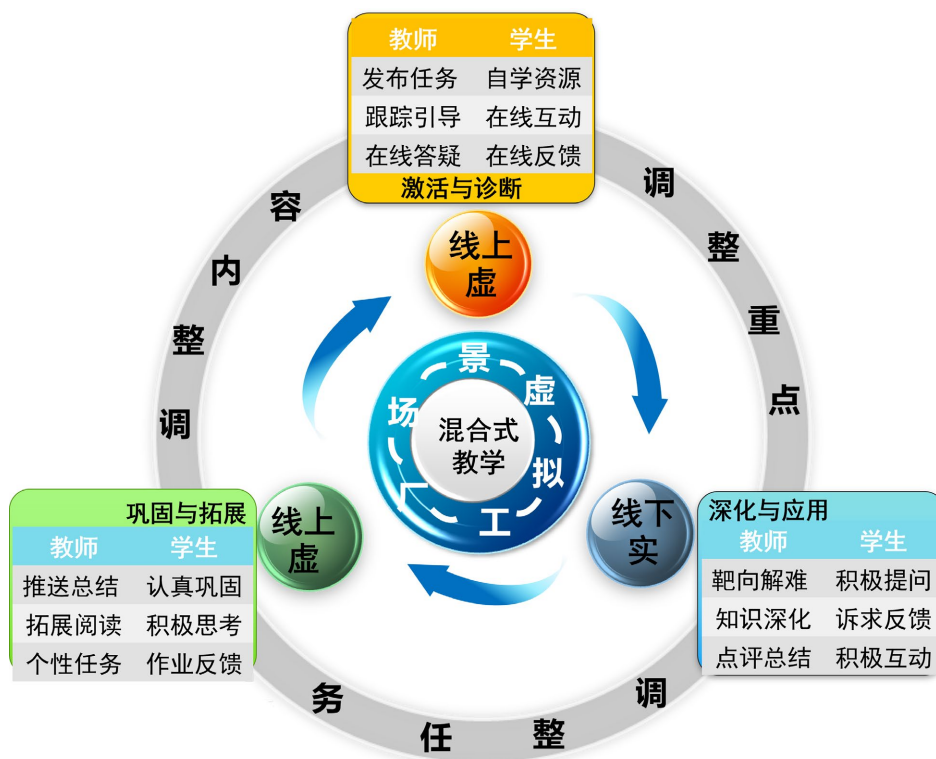 教师 学生
发布任务 自学资源
跟踪引导 在线互动
在线答疑 在线反馈
激活与诊断
线上
虚
调整重点
线下
实
深化与应用
教师 学生
靶向解难 积极提问
知识深化 诉求反馈
点评总结 积极互动
调整任务
线上
虚
巩固与拓展
教师 学生
推送总结 认真巩固
拓展阅读 积极思考
个性任务 作业反馈
调整内容
虚拟工厂场景
混合式
教学